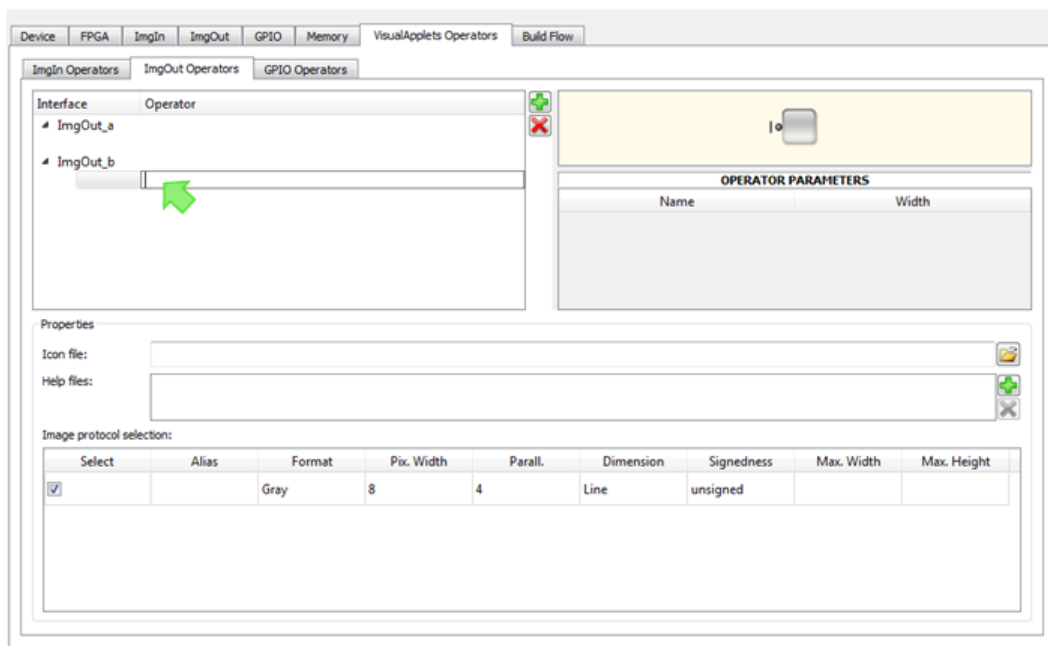 Device FPGA ImgIn ImgOut GPIO Memory VisualApplets Operators Build Flow
ImgIn Operators ImgOut Operators GPIO Operators
Interface Operator
ImgOut_a
ImgOut_b
OPERATOR PARAMETERS
Name Width
Properties
Icon file:
Help files:
Image protocol selection:
Select Alias Format Pix. Width Parall. Dimension Signedness Max. Width Max. Height
Gray 8 4 Line unsigned